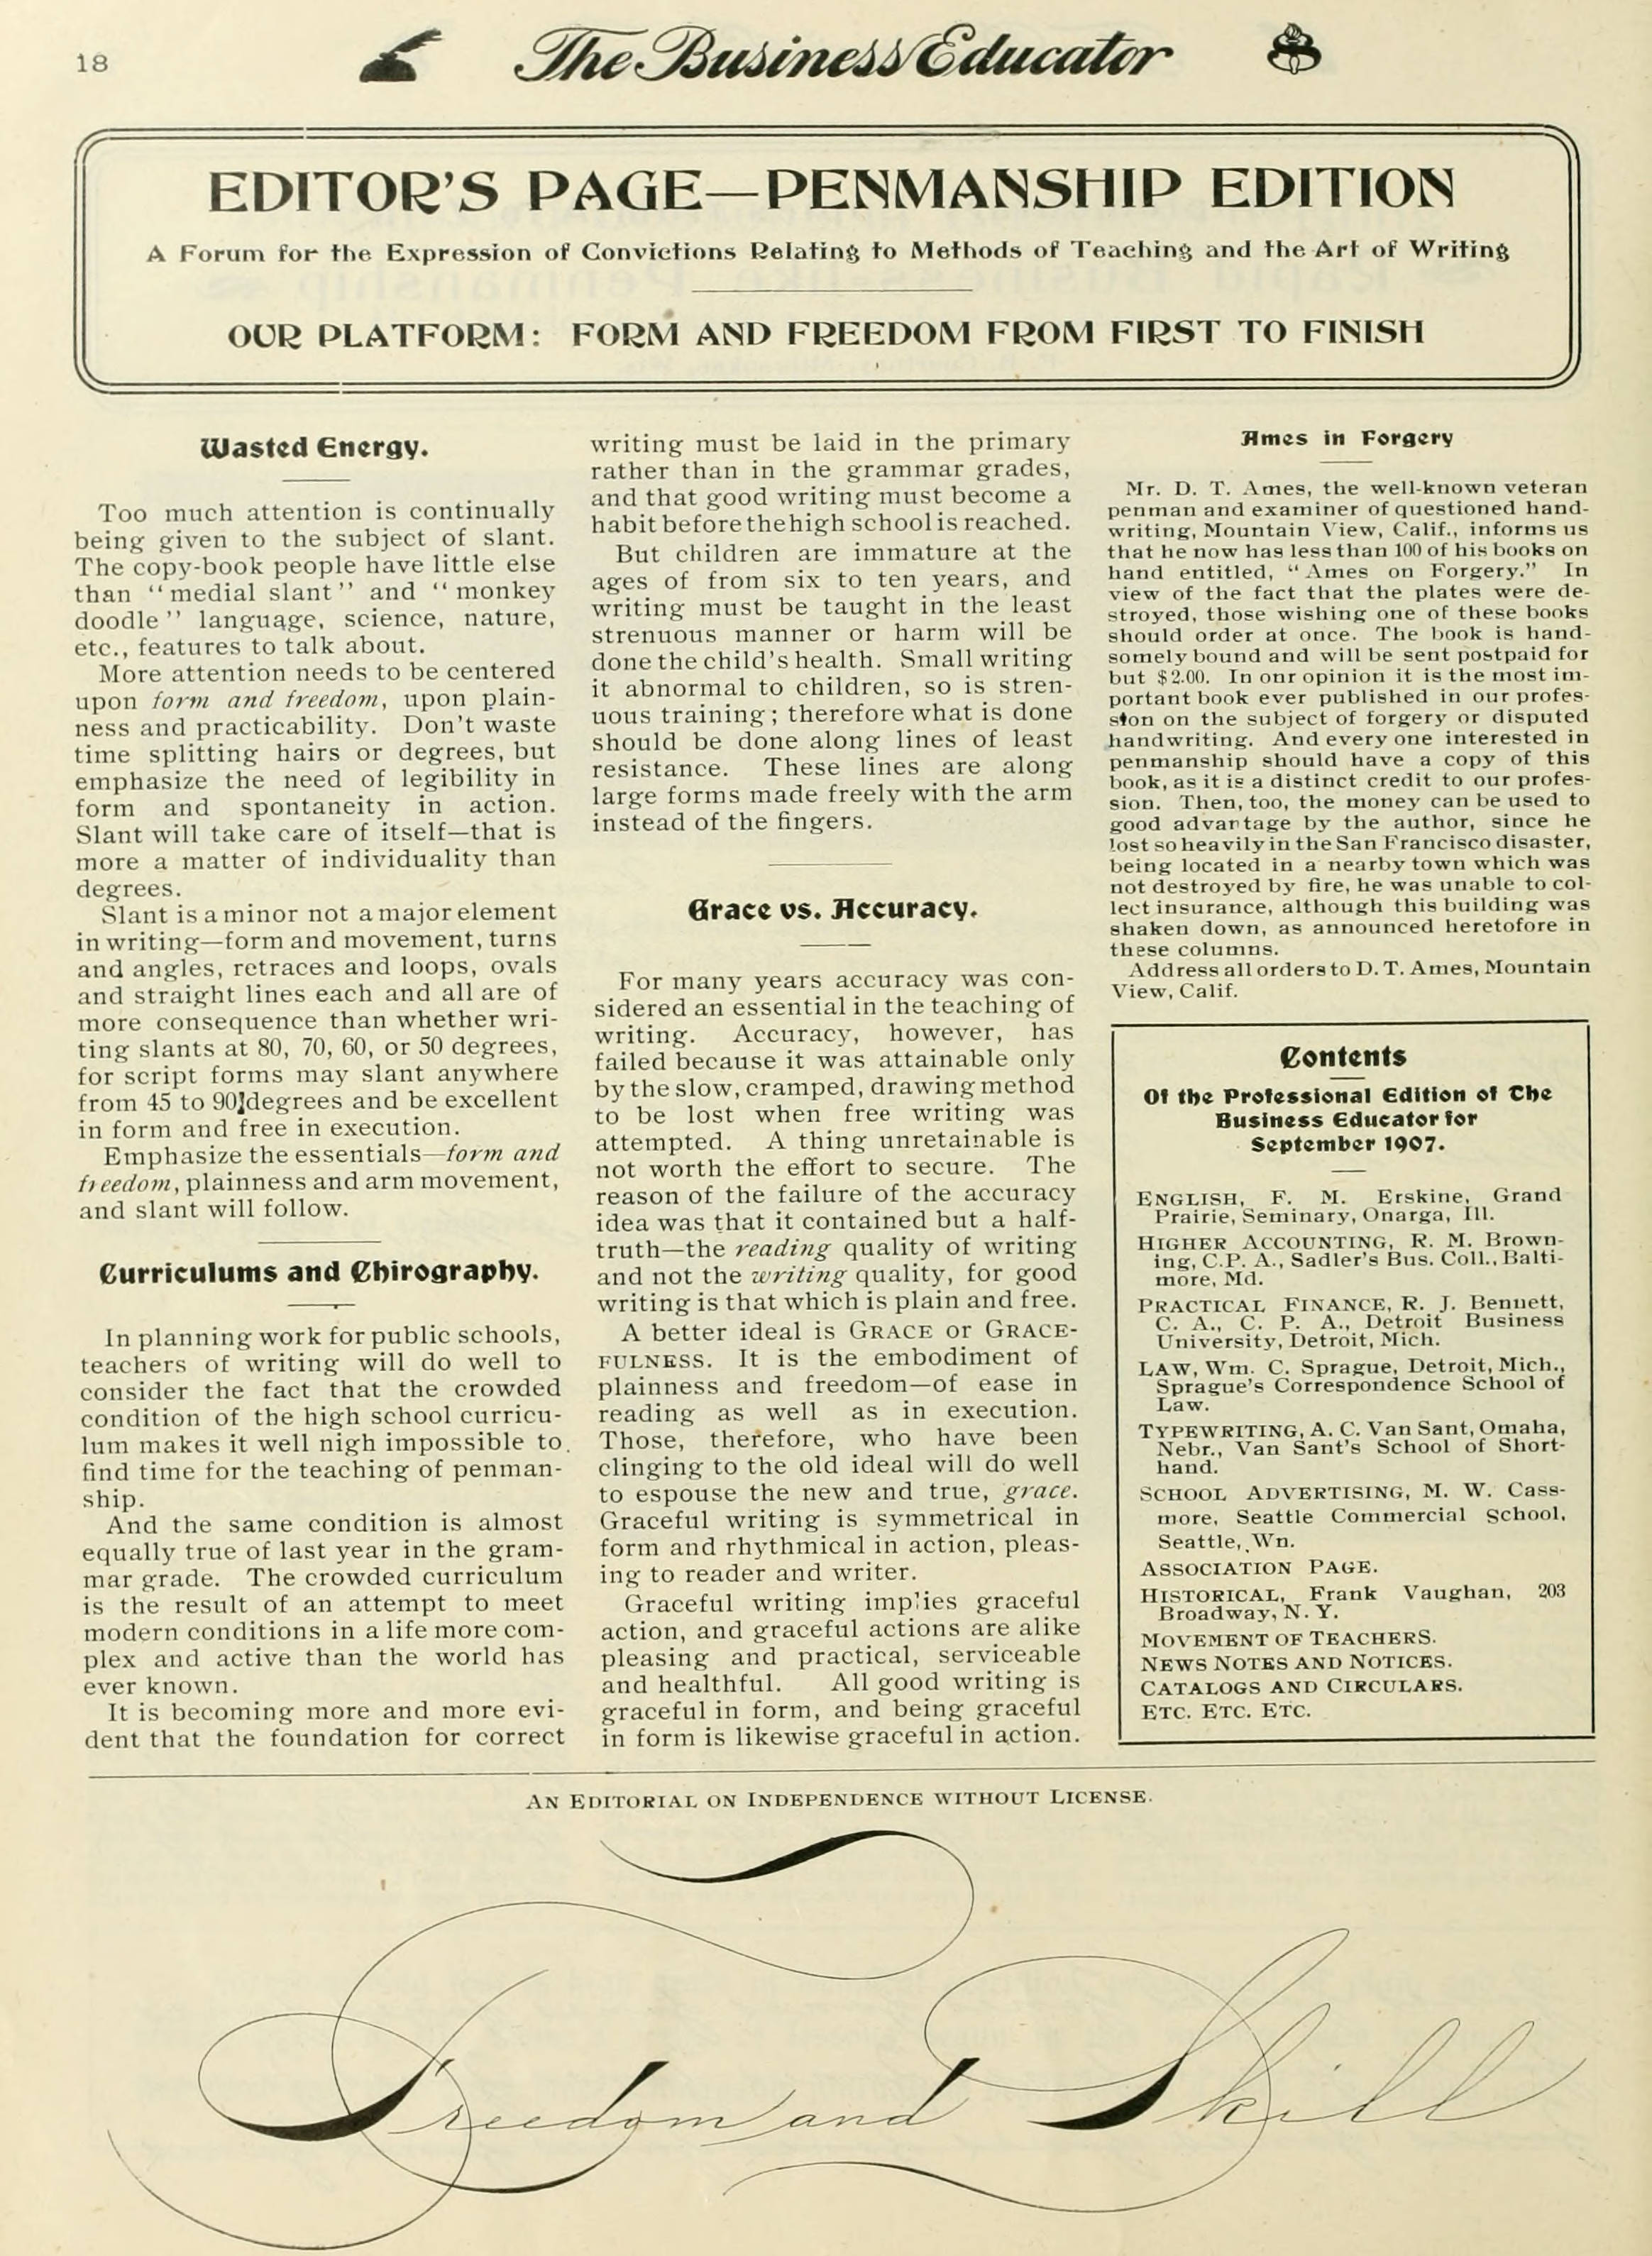 18
The Business Educator
EDITOR'S PAGE—PENMANSHIP EDITION
A Forum for the Expression of Convictions Relating to Methods of Teaching and the Art of Writing
OUR PLATFORM: FORM AND FREEDOM FROM FIRST TO FINISH
Wasted Energy.
Too much attention is continually
being given to the subject of slant.
The copy-book people have little else
than "medial slant" and "monkey
doodle" language, science, nature,
etc., features to talk about.
More attention needs to be centered
upon form and freedom, upon plain-
ness and practicability. Don't waste
time splitting hairs or degrees, but
emphasize the need of legibility in
form and spontaneity in action.
Slant will take care of itself—that is
more a matter of individuality than
degrees.
Slant is a minor not a major element
in writing—form and movement, turns
and angles, retraces and loops, ovals
and straight lines each and all are of
more consequence than whether wri-
ting slants at 80, 70, 60, or 50 degrees,
for script forms may slant anywhere
from 45 to 90 degrees and be excellent
in form and free in execution.
Emphasize the essentials—form and
freedom, plainness and arm movement,
and slant will follow.
Curriculums and Chirography.
In planning work for public schools,
teachers of writing will do well to
consider the fact that the crowded
condition of the high school curricu-
lum makes it well nigh impossible to
find time for the teaching of penman-
ship.
And the same condition is almost
equally true of last year in the gram-
mar grade. The crowded curriculum
is the result of an attempt to meet
modern conditions in a life more com-
plex and active than the world has
ever known.
It is becoming more and more evi-
dent that the foundation for correct
writing must be laid in the primary
rather than in the grammar grades,
and that good writing must become a
habit before the high school is reached.
But children are immature at the
ages of from six to ten years, and
writing must be taught in the least
strenuous manner or harm will be
done the child's health. Small writing
it abnormal to children, so is stren-
uous training; therefore what is done
should be done along lines of least
resistance. These lines are along
large forms made freely with the arm
instead of the fingers.
Grace vs. Accuracy.
For many years accuracy was con-
sidered an essential in the teaching of
writing. Accuracy, however, has
failed because it was attainable only
by the slow, cramped, drawing method
to be lost when free writing was
attempted. A thing unretainable is
not worth the effort to secure. The
reason of the failure of the accuracy
idea was that it contained but a half-
truth—the reading quality of writing
and not the writing quality, for good
writing is that which is plain and free.
A better ideal is GRACE or GRACE-
FULNESS. It is the embodiment of
plainness and freedom—of ease in
reading as well as in execution.
Those, therefore, who have been
clinging to the old ideal will do well
to espouse the new and true, grace.
Graceful writing is symmetrical in
form and rhythmical in action, pleas-
ing to reader and writer.
Graceful writing implies graceful
action, and graceful actions are alike
pleasing and practical, serviceable
and healthful. All good writing is
graceful in form, and being graceful
in form is likewise graceful in action.
Ames in Forgery
Mr. D. T. Ames, the well-known veteran
penman and examiner of questioned hand-
writing, Mountain View, Calif., informs us
that he now has less than 100 of his books on
hand entitled, "Ames on Forgery." In
view of the fact that the plates were de-
stroyed, those wishing one of these books
should order at once. The book is hand-
somely bound and will be sent postpaid for
but $2.00. In onr opinion it is the most im-
portant book ever published in our profes-
sion on the subject of forgery or disputed
handwriting. And every one interested in
penmanship should have a copy of this
book, as it is a distinct credit to our profes-
sion. Then, too, the money can be used to
good advantage by the author, since he
lost so heavily in the San Francisco disaster,
being located in a nearby town which was
not destroyed by fire, he was unable to col-
lect insurance, although this building was
shaken down, as announced heretofore in
these columns.
Address all orders to D. T. Ames, Mountain
View, Calif.
Contents
Of the Professional Edition of The
Business Educator for
September 1907.
ENGLISH, F. M. Erskine, Grand
Prairie, Seminary, Onarga, Ill.
HIGHER ACCOUNTING, R. M. Brown-
ing, C.P. A., Sadler's Bus. Coll., Balti-
more, Md.
PRACTICAL FINANCE, R. J. Bennett,
C. A., C. P. A., Detroit Business
University, Detroit, Mich.
LAW, Wm. C. Sprague, Detroit, Mich.,
Sprague's Correspondence School of
Law.
TYPEWRITING, A. C. Van Sant, Omaha,
Nebr., Van Sant's School of Short-
hand.
SCHOOL ADVERTISING, M. W. Cass-
more, Seattle Commercial School,
Seattle, Wn.
ASSOCIATION PAGE.
HISTORICAL, Frank Vaughan, 203
Broadway, N. Y.
MOVEMENT OF TEACHERS.
NEWS NOTES AND NOTICES.
CATALOGS AND CIRCULARS.
ETC. ETC. ETC.
AN EDITORIAL ON INDEPENDENCE WITHOUT LICENSE.
Freedom and Skill